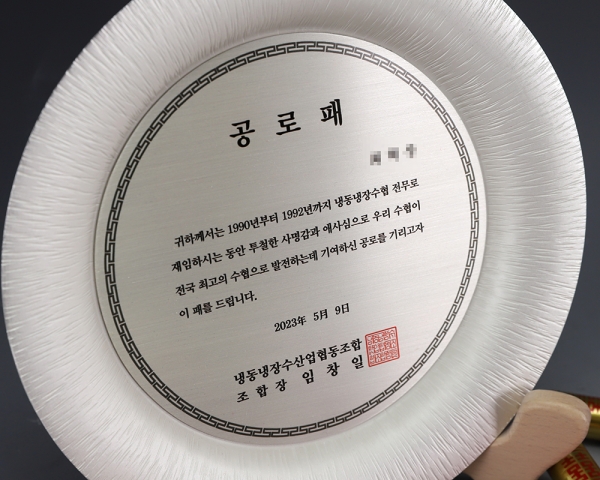 공로패
귀하께서는 1990년부터 1992년까지 냉동냉장수협 전무로
재임하시는 동안 투철한 사명감과 애사심으로 우리 수협이
전국 최고의 수협으로 발전하는데 기여하신 공로를 기리고자
이 패를 드립니다.
2023년 5月 9日
냉동냉장수산업협동조합
조합장 임창일